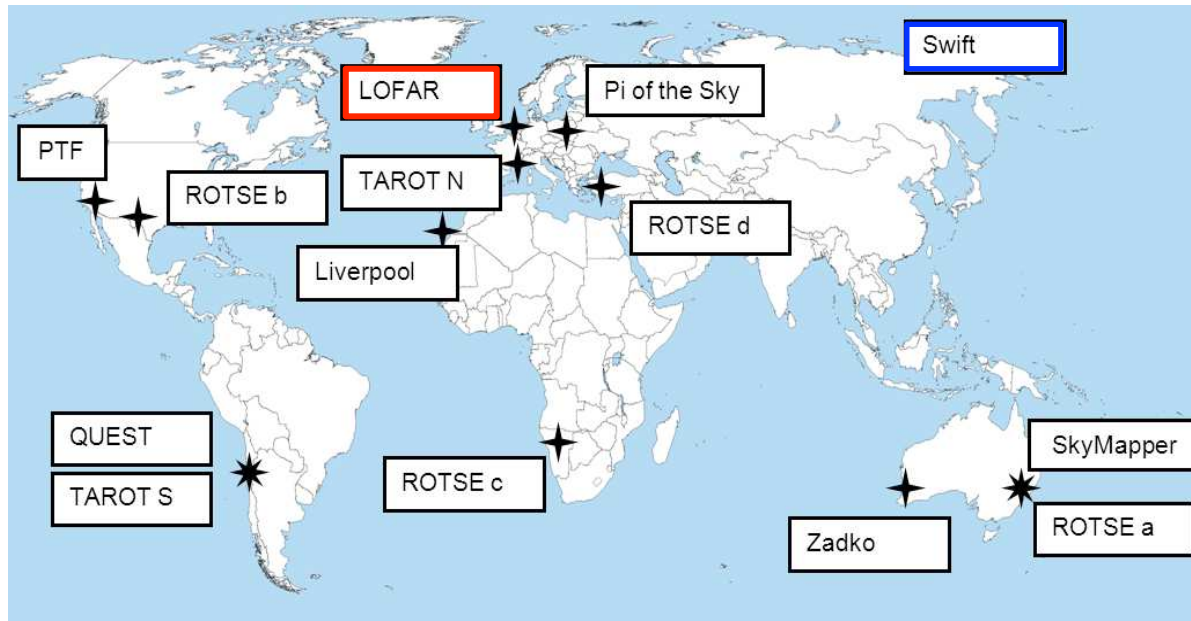 Swift
LOFAR
Pi of the Sky
PTF
TAROT N
ROTSE b
ROTSE d
Liverpool
QUEST
SkyMapper
ROTSE c
TAROT S
ROTSE a
Zadko